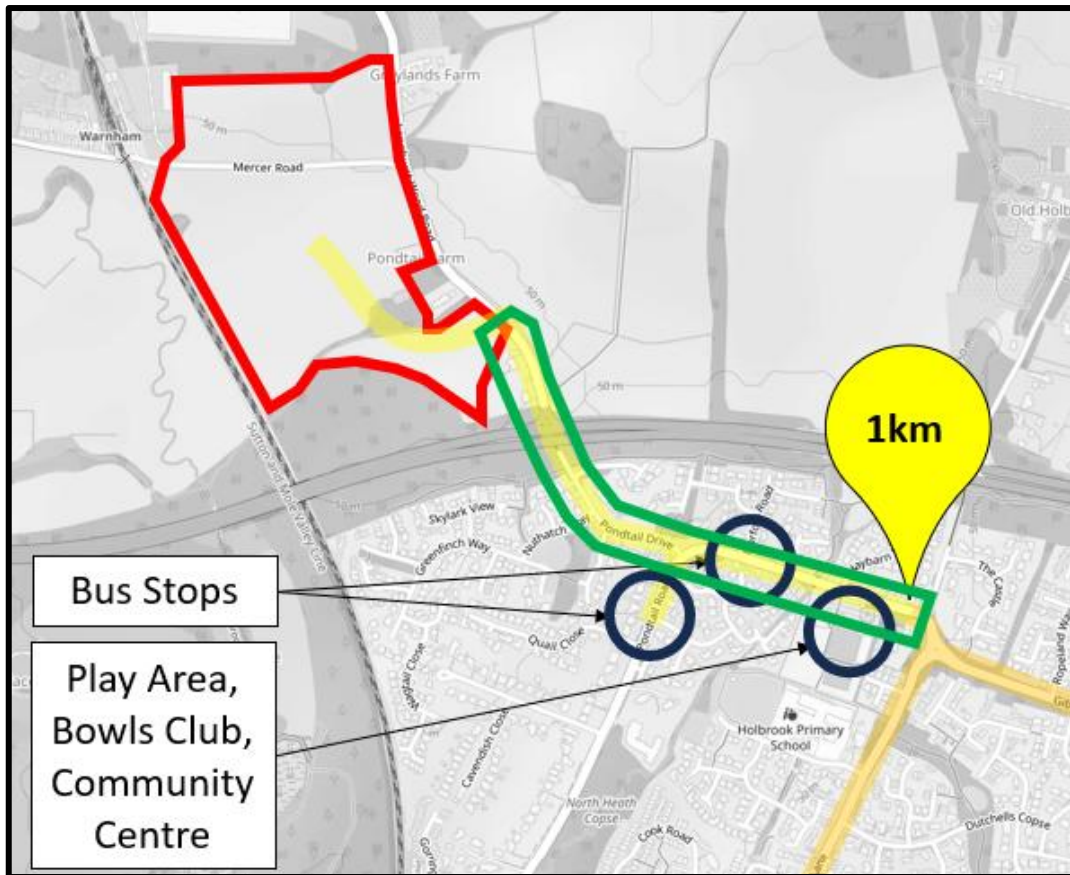 Graylands Farm
50 m
Warnham
Mercer Road
Old Holb
Pondtail Farm
50 m
50 m
1km
Sutton and Mole Valley Line
Skylark View
Nuthatch
Pondtail Drive
Greenfinch Way
The Castle
Bus Stops
Pondtail Road
Quail Close
Ropeland Way
Play Area,
Bowls Club,
Community
Centre
Cavendish Close
Holbrook Primary
School
North Heath
Copse
Cook Road
Dutchells Copse